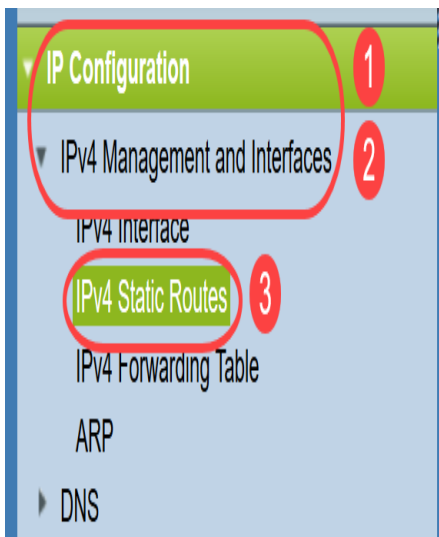 IP Configuration 1
IPv4 Management and Interfaces 2
IPv4 Interface
IPv4 Static Routes 3
IPv4 Forwarding Table
ARP
DNS